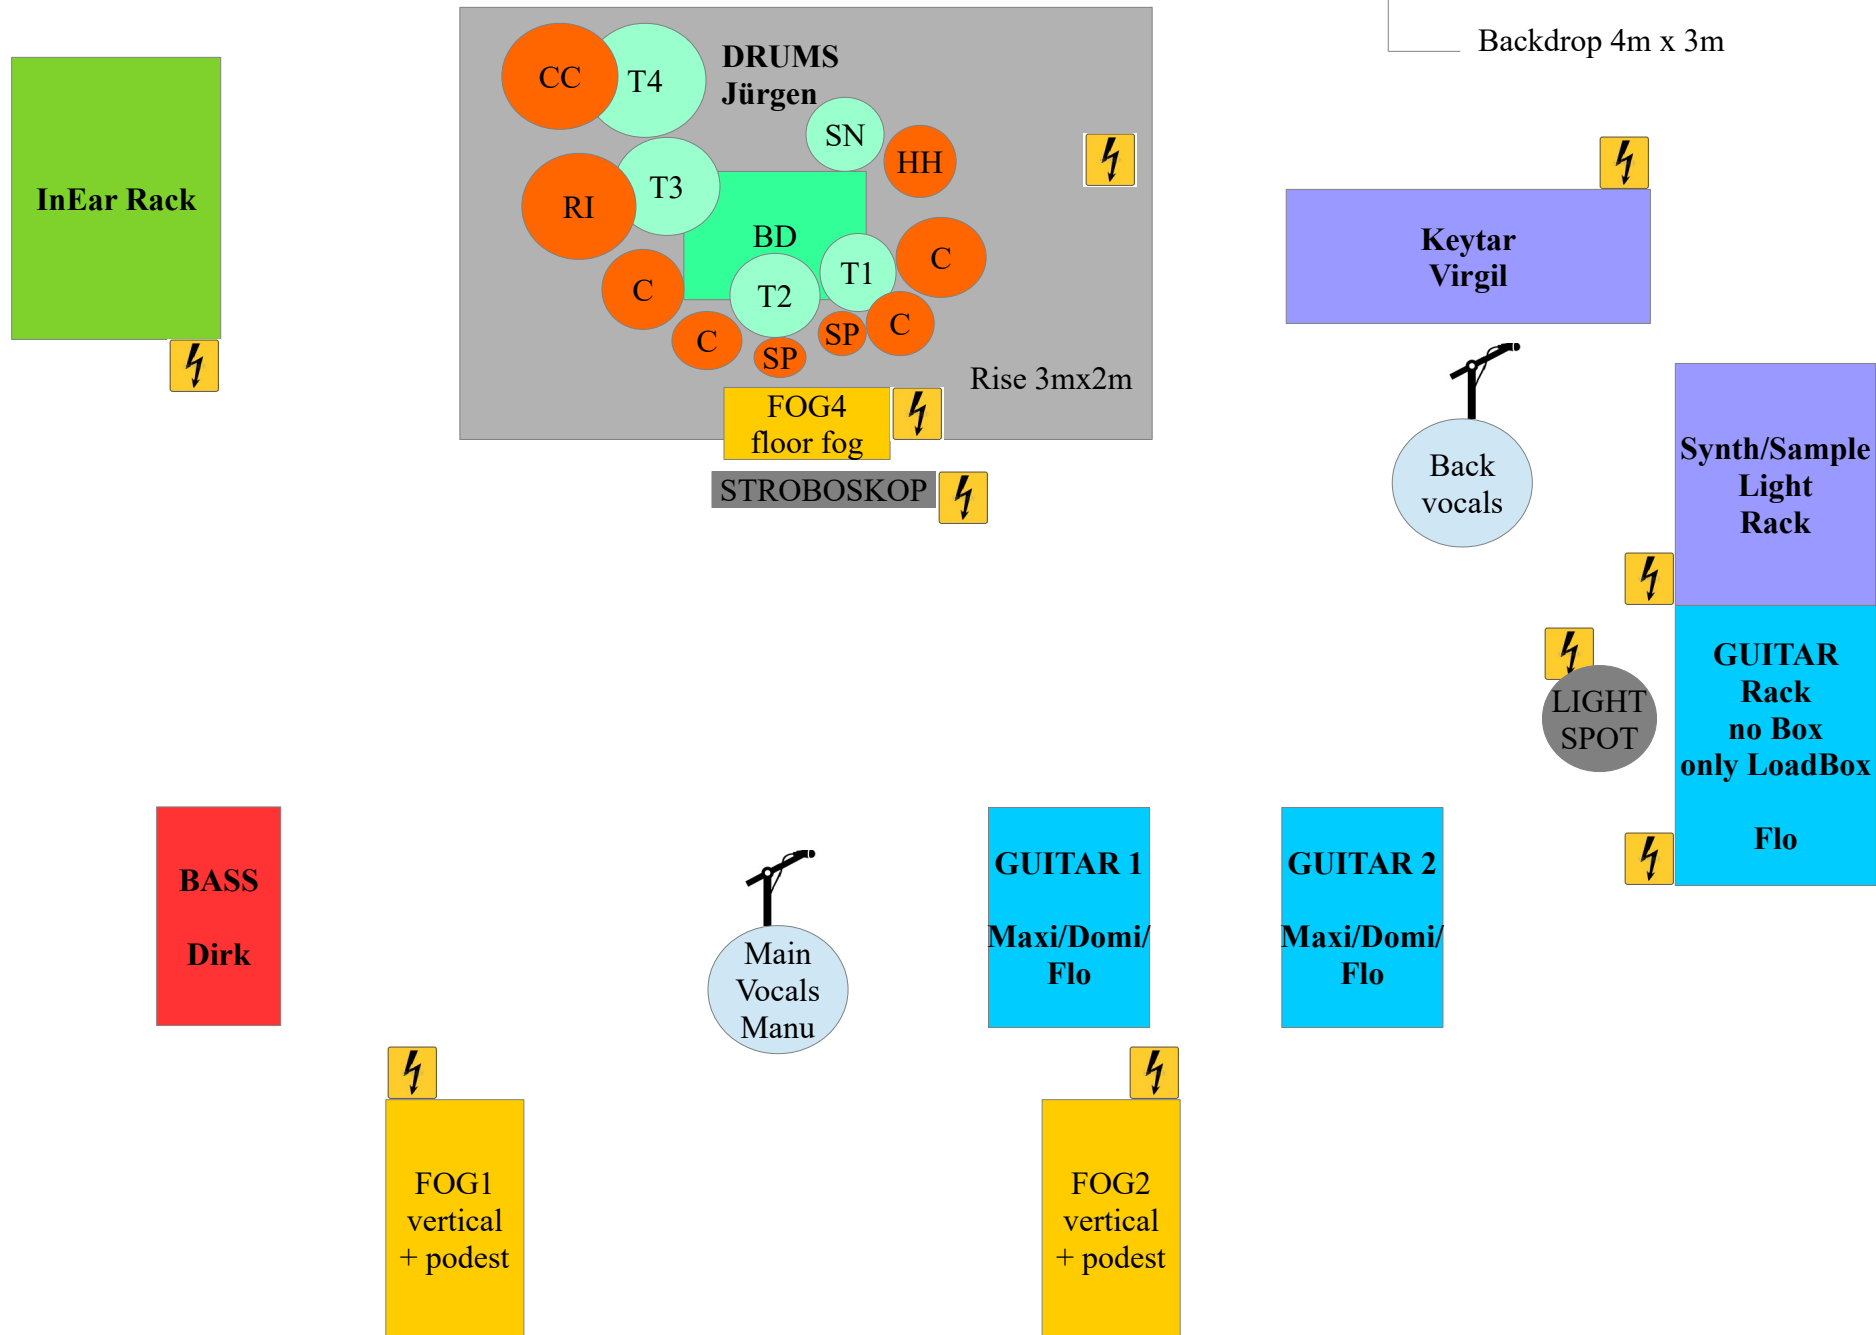 Backdrop 4m x 3m
DRUMS
Jürgen
CC
T4
SN
HH
T3
RI
BD
C
T1
C
T2
C
C
SP
SP
Rise 3mx2m
FOG4
floor fog
STROBOSKOP
InEar Rack
Keytar
Virgil
Back
vocals
Synth/Sample
Light
Rack
LIGHT
SPOT
GUITAR
Rack
no Box
only LoadBox
Flo
BASS
Dirk
Main
Vocals
Manu
GUITAR 1
Maxi/Domi/
Flo
GUITAR 2
Maxi/Domi/
Flo
FOG1
vertical
+ podest
FOG2
vertical
+ podest